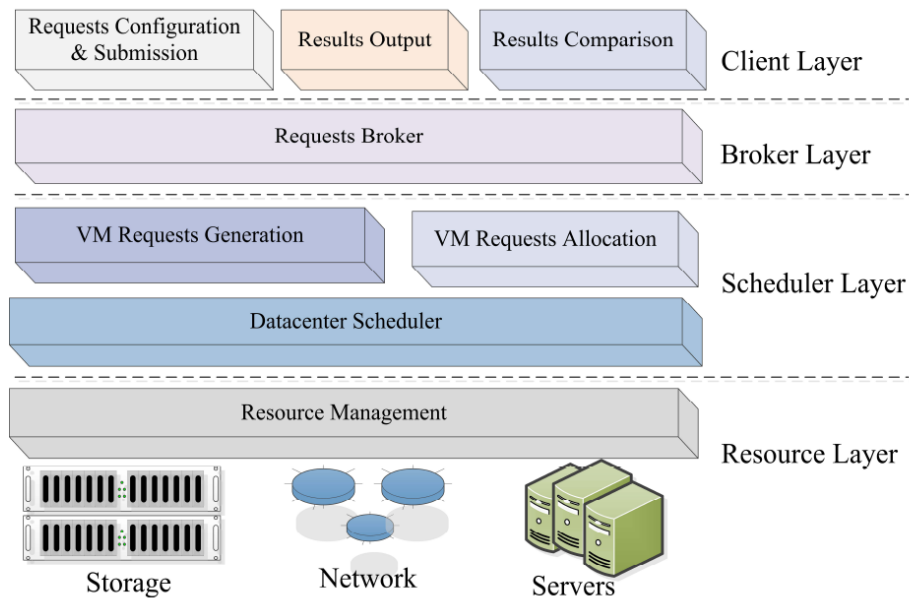 Requests Configuration
& Submission
Results Output
Results Comparison
Client Layer
Requests Broker
Broker Layer
VM Requests Generation
VM Requests Allocation
Scheduler Layer
Datacenter Scheduler
Resource Management
Resource Layer
Storage
Network
Servers